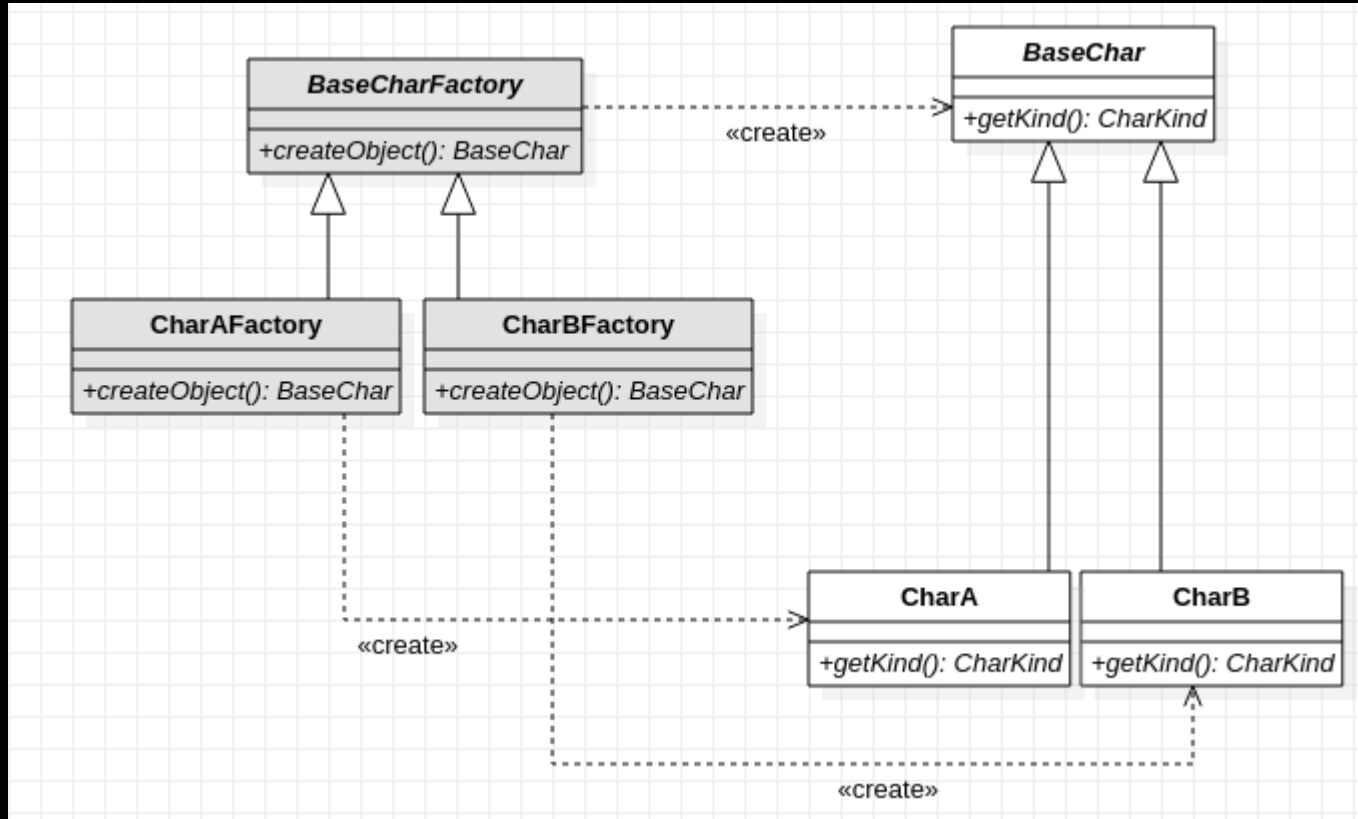 BaseChar
+getKind(): CharKind
BaseCharFactory
+createObject(): BaseChar
«create»
CharAFactory
+createObject(): BaseChar
CharBFactory
+createObject(): BaseChar
CharA
+getKind(): CharKind
CharB
+getKind(): CharKind
«create»
«create»